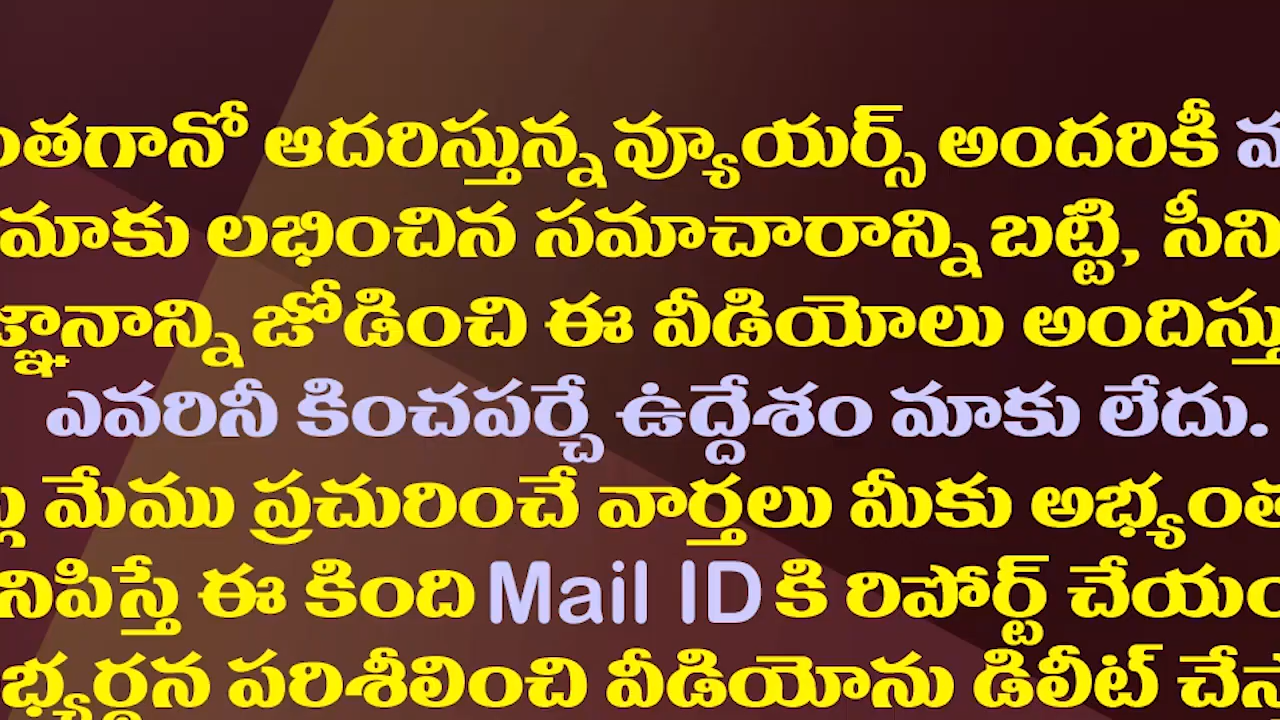 ంతగానో ఆదరిస్తున్న వ్యూయర్స్ అందరికీ
మాకు లభించిన సమాచారాన్ని బట్టి, సీని
జ్ఞానాన్ని జోడించి ఈ వీడియోలు అందిస్తు
ఎవరినీ కించపర్చే ఉద్దేశం మాకు లేదు.
మేము ప్రచురించే వార్తలు మీకు అభ్యంత
నిపిస్తే ఈ కింది Mail ID కి రిపోర్ట్ చేయం
భ్యర్థన పరిశీలించి వీడియోను డిలీట్ చేస